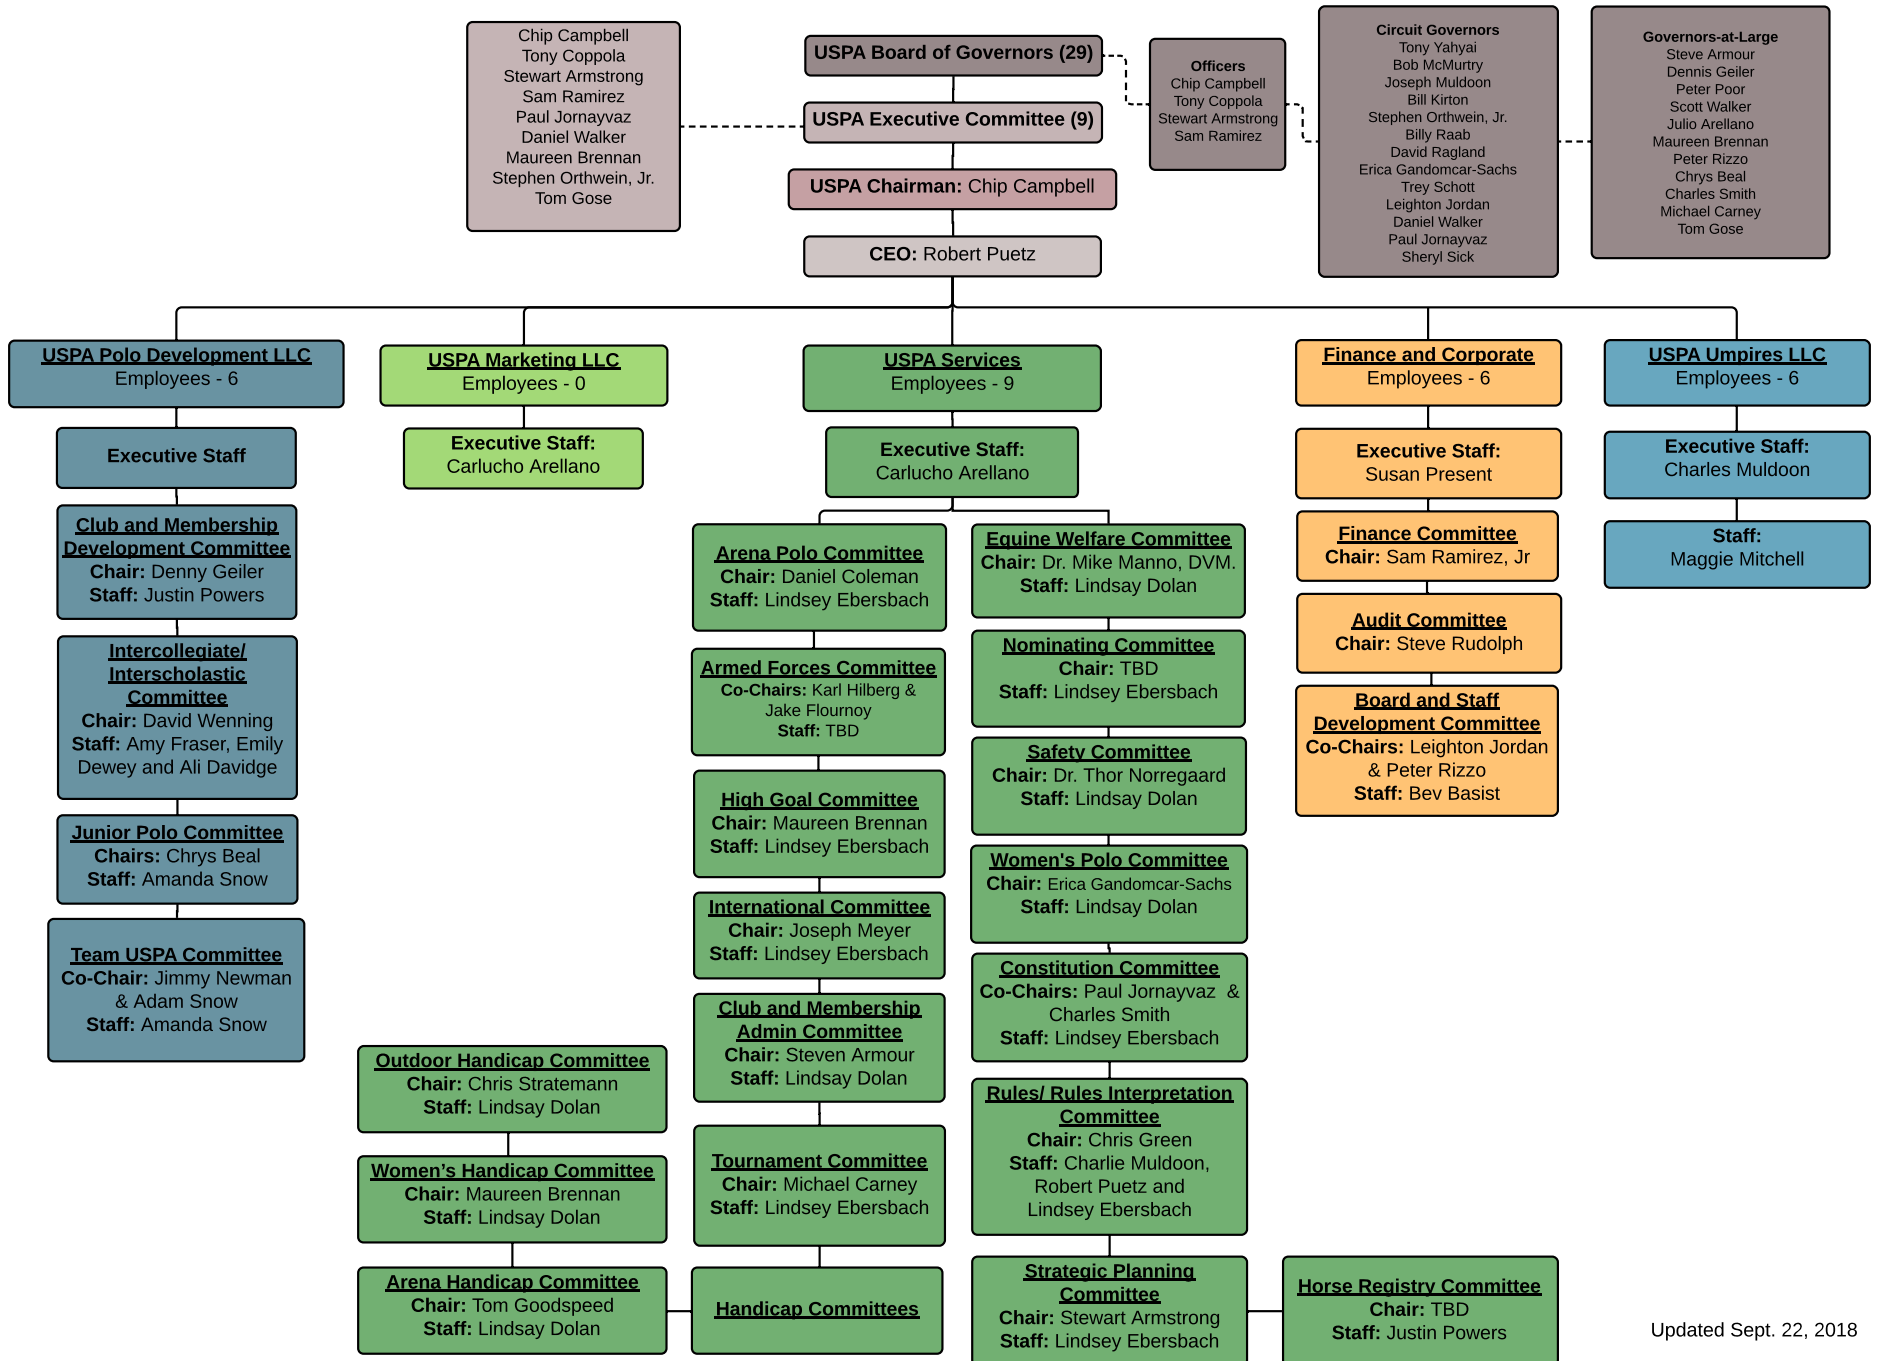 Chip Campbell
Tony Coppola
Stewart Armstrong
Sam Ramirez
Paul Jornayvaz
Daniel Walker
Maureen Brennan
Stephen Orthwein, Jr.
Tom Gose
USPA Board of Governors (29)
USPA Executive Committee (9)
USPA Chairman: Chip Campbell
CEO: Robert Puetz
Officers
Chip Campbell
Tony Coppola
Stewart Armstrong
Sam Ramirez
Circuit Governors
Tony Yahyai
Bob McMurtry
Joseph Muldoon
Bill Kirton
Stephen Orthwein, Jr.
Billy Raab
David Ragland
Erica Gandomcar-Sachs
Trey Schott
Leighton Jordan
Daniel Walker
Paul Jornayvaz
Sheryl Sick
Governors-at-Large
Steve Armour
Dennis Geiler
Peter Poor
Scott Walker
Julio Arellano
Maureen Brennan
Peter Rizzo
Chrys Beal
Charles Smith
Michael Carney
Tom Gose
USPA Polo Development LLC
Employees - 6
Executive Staff
Club and Membership
Development Committee
Chair: Denny Geiler
Staff: Justin Powers
Intercollegiate/
Interscholastic
Committee
Chair: David Wenning
Staff: Amy Fraser, Emily
Dewey and Ali Davidge
Junior Polo Committee
Chairs: Chrys Beal
Staff: Amanda Snow
Team USPA Committee
Co-Chair: Jimmy Newman
& Adam Snow
Staff: Amanda Snow
USPA Marketing LLC
Employees - 0
Executive Staff:
Carlucho Arellano
USPA Services
Employees - 9
Executive Staff:
Carlucho Arellano
Arena Polo Committee
Chair: Daniel Coleman
Staff: Lindsey Ebersbach
Armed Forces Committee
Co-Chairs: Karl Hilberg &
Jake Flournoy
Staff: TBD
High Goal Committee
Chair: Maureen Brennan
Staff: Lindsey Ebersbach
International Committee
Chair: Joseph Meyer
Staff: Lindsey Ebersbach
Club and Membership
Admin Committee
Chair: Steven Armour
Staff: Lindsay Dolan
Tournament Committee
Chair: Michael Carney
Staff: Lindsey Ebersbach
Handicap Committees
Outdoor Handicap Committee
Chair: Chris Stratemann
Staff: Lindsay Dolan
Women’s Handicap Committee
Chair: Maureen Brennan
Staff: Lindsay Dolan
Arena Handicap Committee
Chair: Tom Goodspeed
Staff: Lindsay Dolan
Equine Welfare Committee
Chair: Dr. Mike Manno, DVM.
Staff: Lindsay Dolan
Nominating Committee
Chair: TBD
Staff: Lindsey Ebersbach
Safety Committee
Chair: Dr. Thor Norregaard
Staff: Lindsay Dolan
Women's Polo Committee
Chair: Erica Gandomcar-Sachs
Staff: Lindsay Dolan
Constitution Committee
Co-Chairs: Paul Jornayvaz &
Charles Smith
Staff: Lindsey Ebersbach
Rules/ Rules Interpretation
Committee
Chair: Chris Green
Staff: Charlie Muldoon,
Robert Puetz and
Lindsey Ebersbach
Strategic Planning
Committee
Chair: Stewart Armstrong
Staff: Lindsey Ebersbach
Horse Registry Committee
Chair: TBD
Staff: Justin Powers
Finance and Corporate
Employees - 6
Executive Staff:
Susan Present
Finance Committee
Chair: Sam Ramirez, Jr
Audit Committee
Chair: Steve Rudolph
Board and Staff
Development Committee
Co-Chairs: Leighton Jordan
& Peter Rizzo
Staff: Bev Basist
USPA Umpires LLC
Employees - 6
Executive Staff:
Charles Muldoon
Staff:
Maggie Mitchell
Updated Sept. 22, 2018